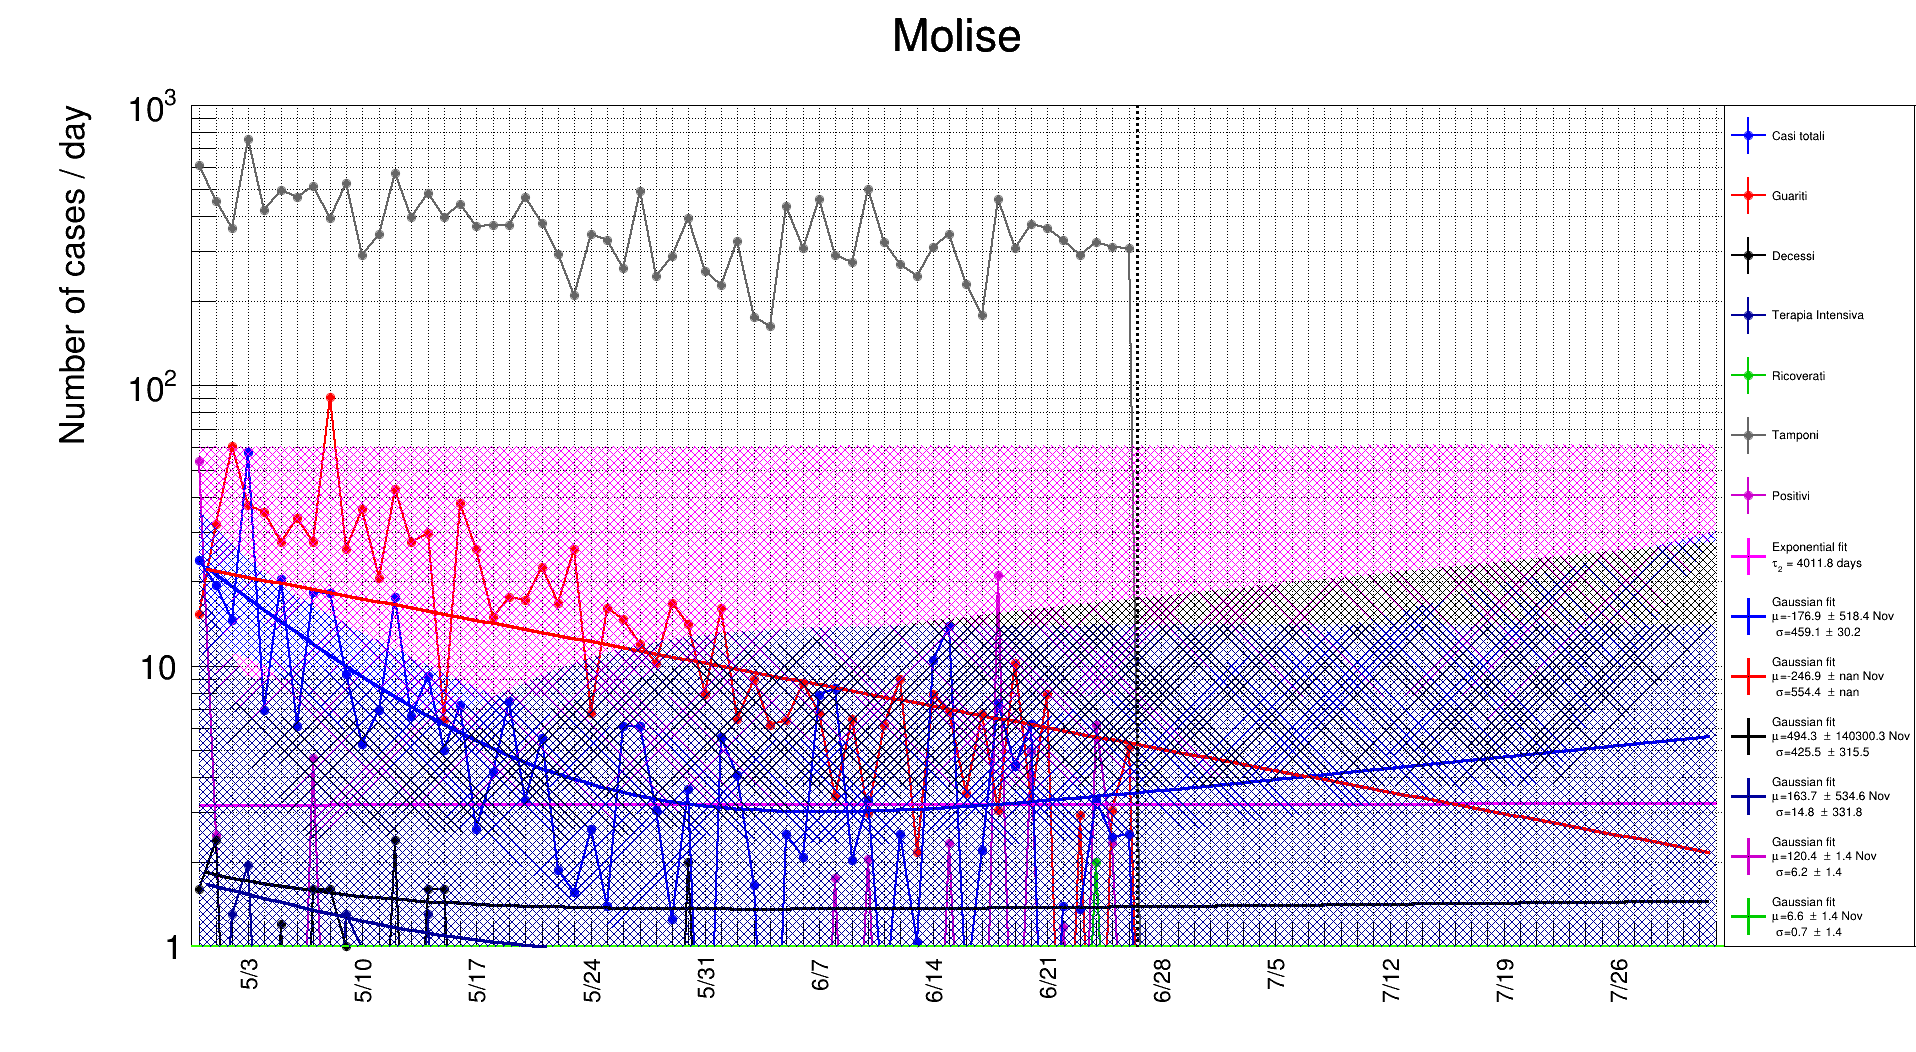 Molise
Number of cases / day
10³
10²
10
1
5/3
5/10
5/17
5/24
5/31
6/7
6/14
6/21
6/28
7/5
7/12
7/19
7/26
Casi totali
Guariti
Decessi
Terapia Intensiva
Ricoverati
Tamponi
Positivi
Exponential fit
τ₂ = 4011.8 days
Gaussian fit
μ=-176.9 ± 518.4 Nov
σ=459.1 ± 30.2
Gaussian fit
μ=-246.9 ± nan Nov
σ=554.4 ± nan
Gaussian fit
μ=494.3 ± 140300.3 Nov
σ=425.5 ± 315.5
Gaussian fit
μ=163.7 ± 534.6 Nov
σ=14.8 ± 331.8
Gaussian fit
μ=120.4 ± 1.4 Nov
σ=6.2 ± 1.4
Gaussian fit
μ=6.6 ± 1.4 Nov
σ=0.7 ± 1.4